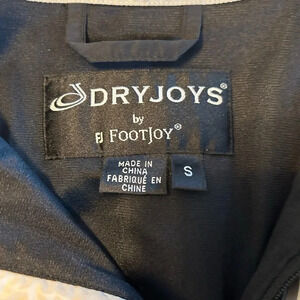 DRYJOYS®
by
FJ FOOTJOY®
MADE IN
CHINA
FABRIQUÉ EN
CHINE
S